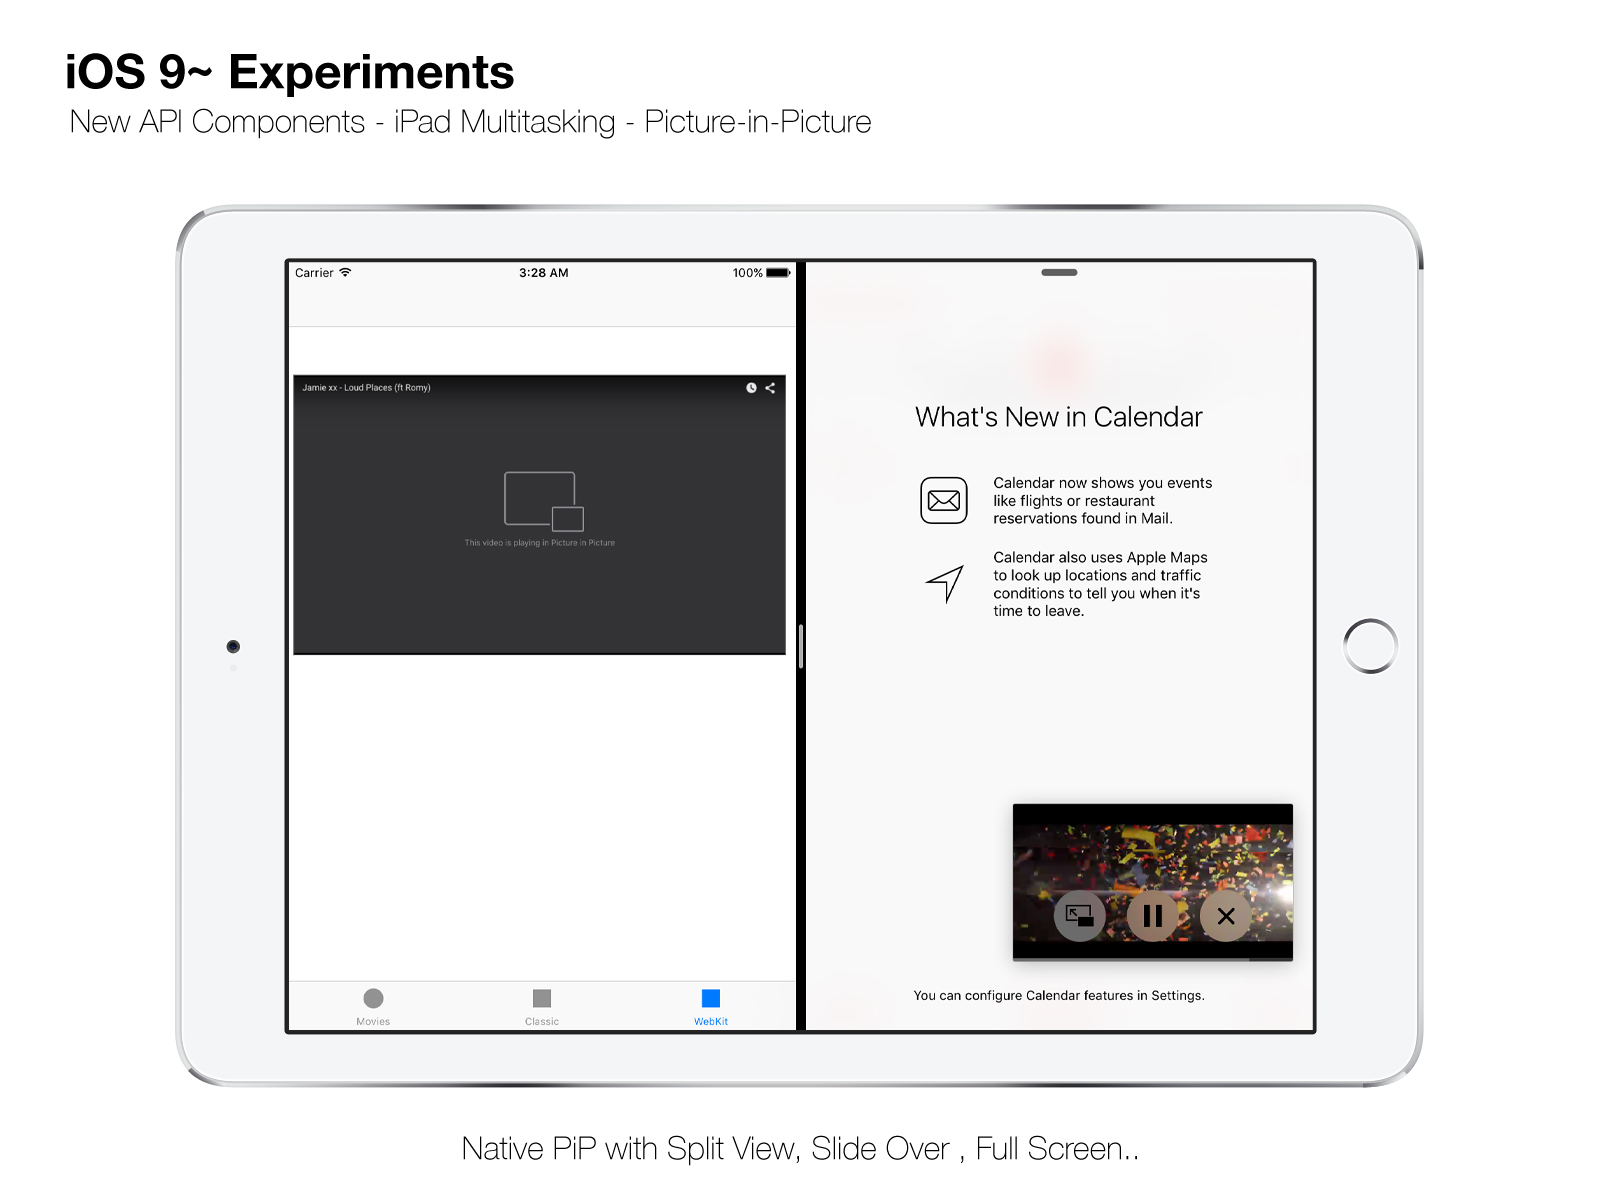 iOS 9~ Experiments
New API Components - iPad Multitasking - Picture-in-Picture
Carrier
3:28 AM
100%
Jamie xx - Loud Places (ft Romy)
This video is playing in Picture in Picture
Movies
Classic
WebKit
What's New in Calendar
Calendar now shows you events
like flights or restaurant
reservations found in Mail.
Calendar also uses Apple Maps
to look up locations and traffic
conditions to tell you when it's
time to leave.
You can configure Calendar features in Settings.
Native PiP with Split View, Slide Over , Full Screen..